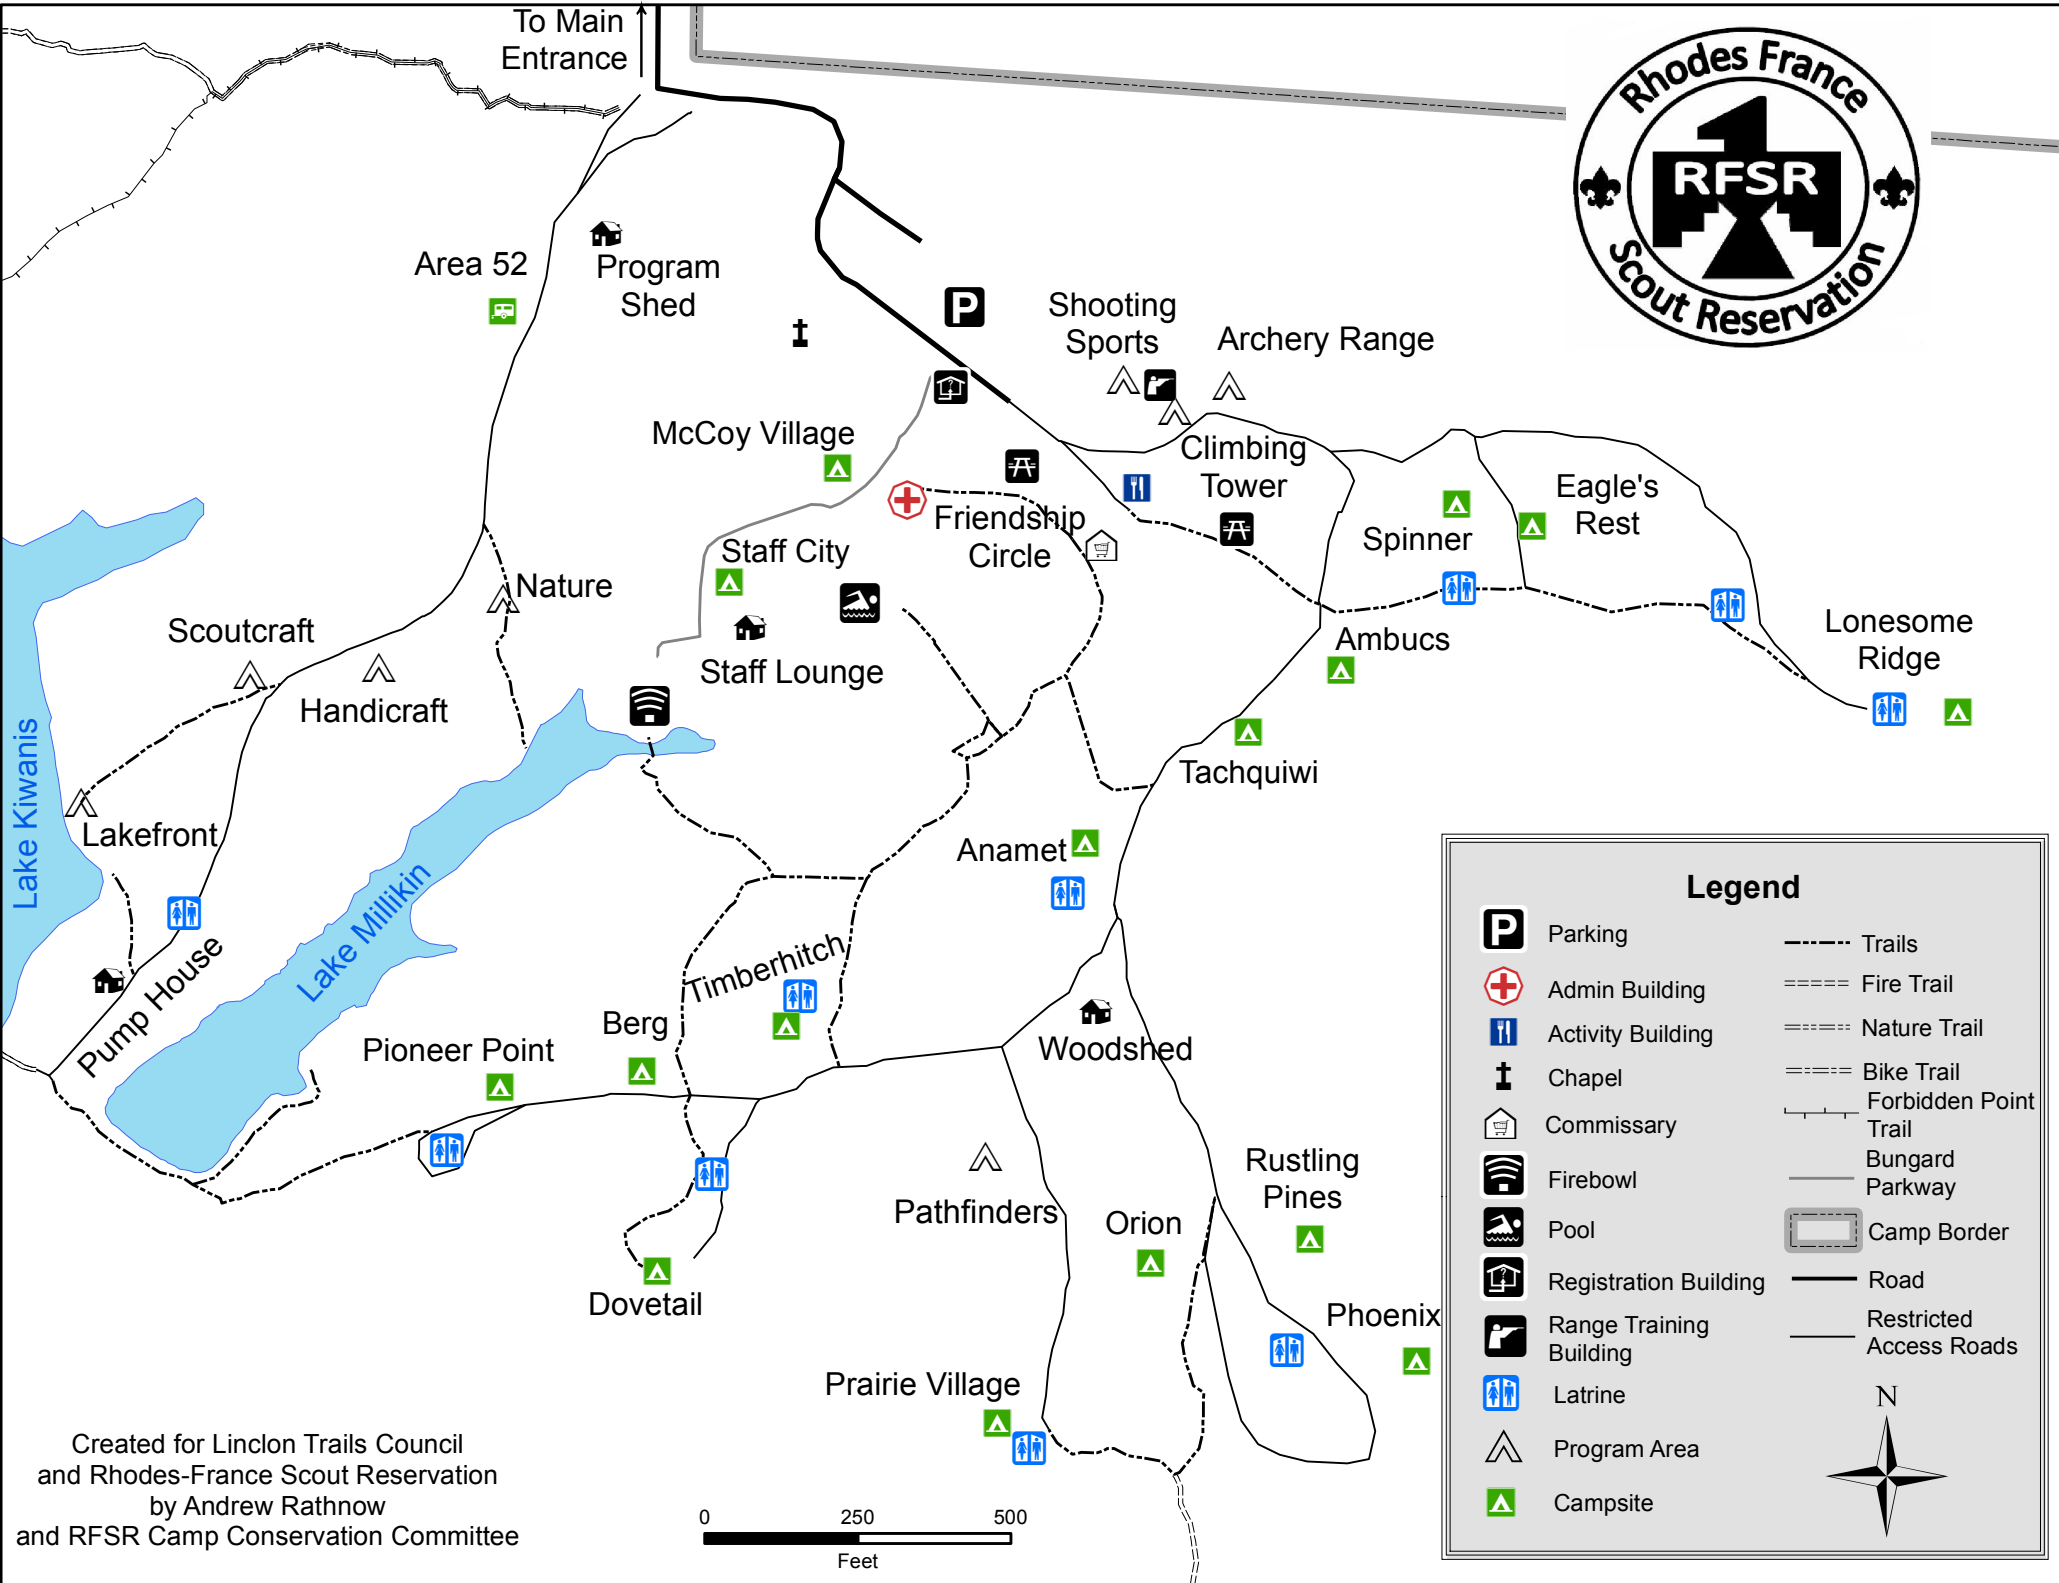 To Main
Entrance
Rhodes France
RFSR
Scout Reservation
Area 52
Program
Shed
P
Shooting
Sports
Archery Range
McCoy Village
Climbing
Tower
Eagle's
Rest
Friendship
Circle
Spinner
Staff City
Nature
Scoutcraft
Ambucs
Lonesome
Ridge
Staff Lounge
Handicraft
Lake Kiwanis
Tachquiwi
Lakefront
Anamet
Lake Millikin
Timberhitch
Pump House
Berg
Woodshed
Pioneer Point
Rustling
Pines
Pathfinders
Orion
Dovetail
Phoenix
Prairie Village
Legend
P
Parking
Admin Building
Activity Building
Chapel
Commissary
Firebowl
Pool
Registration Building
Range Training
Building
Latrine
Program Area
Campsite
Trails
Fire Trail
Nature Trail
Bike Trail
Forbidden Point
Trail
Bungard
Parkway
Camp Border
Road
Restricted
Access Roads
N
Created for Linclon Trails Council
and Rhodes-France Scout Reservation
by Andrew Rathnow
and RFSR Camp Conservation Committee
0 250 500
Feet